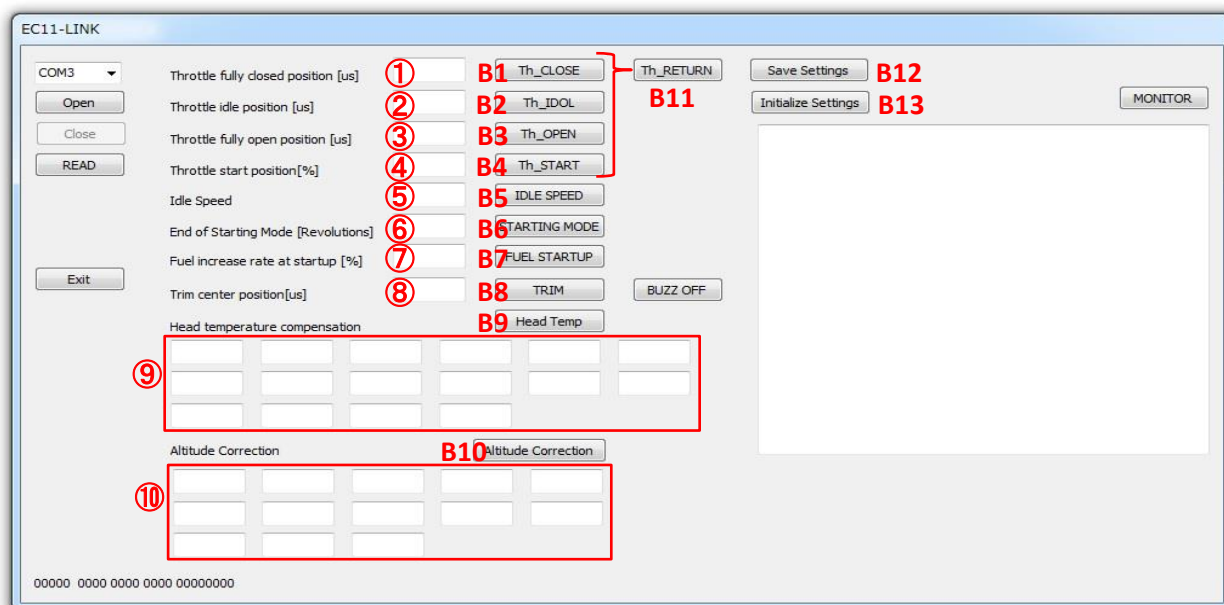 EC11-LINK
COM3
Open
Close
READ
Exit
Throttle fully closed position [us] ① B1 Th_CLOSE Th_RETURN Save Settings B12
Throttle idle position [us] ② B2 Th_IDOL B11 Initialize Settings B13 MONITOR
Throttle fully open position [us] ③ B3 Th_OPEN
Throttle start position[%] ④ B4 Th_START
Idle Speed ⑤ B5 IDLE SPEED
End of Starting Mode [Revolutions] ⑥ B6 STARTING MODE
Fuel increase rate at startup [%] ⑦ B7 FUEL STARTUP
Trim center position[us] ⑧ B8 TRIM BUZZ OFF
Head temperature compensation B9 Head Temp
⑨
Altitude Correction B10 Altitude Correction
⑩
00000 0000 0000 0000 00000000